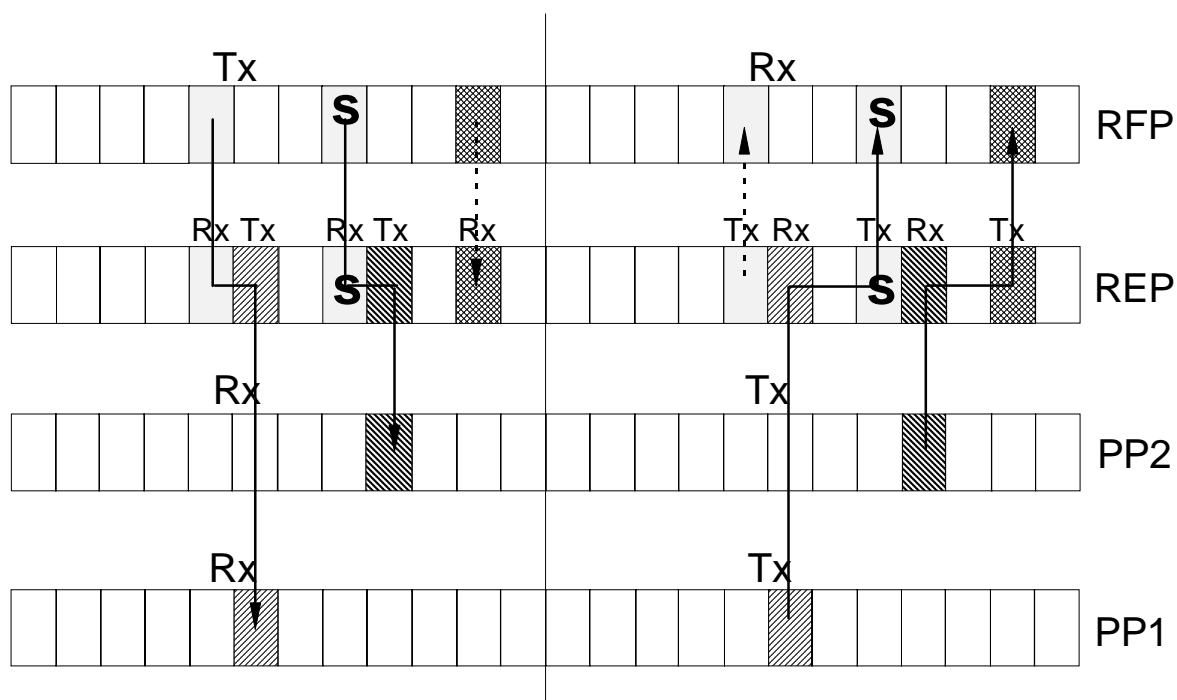 Tx Rx
S S RFP
Rx Tx Rx Tx Rx Tx Rx Tx Rx Tx
S S REP
Rx Tx
PP2
Rx Tx
PP1